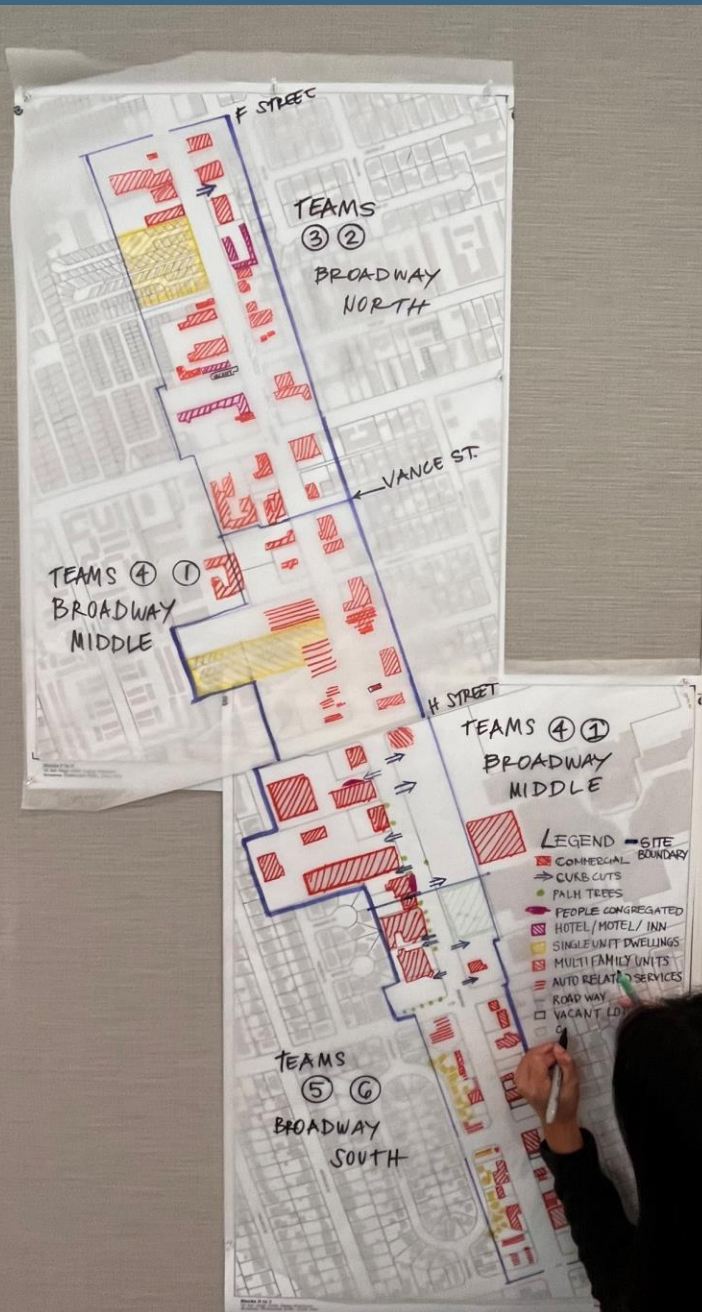 F STREET
TEAMS
③ ②
BROADWAY
NORTH
VACANT
VANCE ST.
TEAMS ④ ①
BROADWAY
MIDDLE
H STREET
TEAMS ④ ①
BROADWAY
MIDDLE
LEGEND
SITE
BOUNDARY
COMMERCIAL
CURB CUTS
PALM TREES
PEOPLE CONGREGATED
HOTEL/MOTEL/INN
SINGLE UNIT DWELLINGS
MULTI FAMILY UNITS
AUTO RELATED SERVICES
ROAD WAY
VACANT
TEAMS
⑤ ⑥
BROADWAY
SOUTH